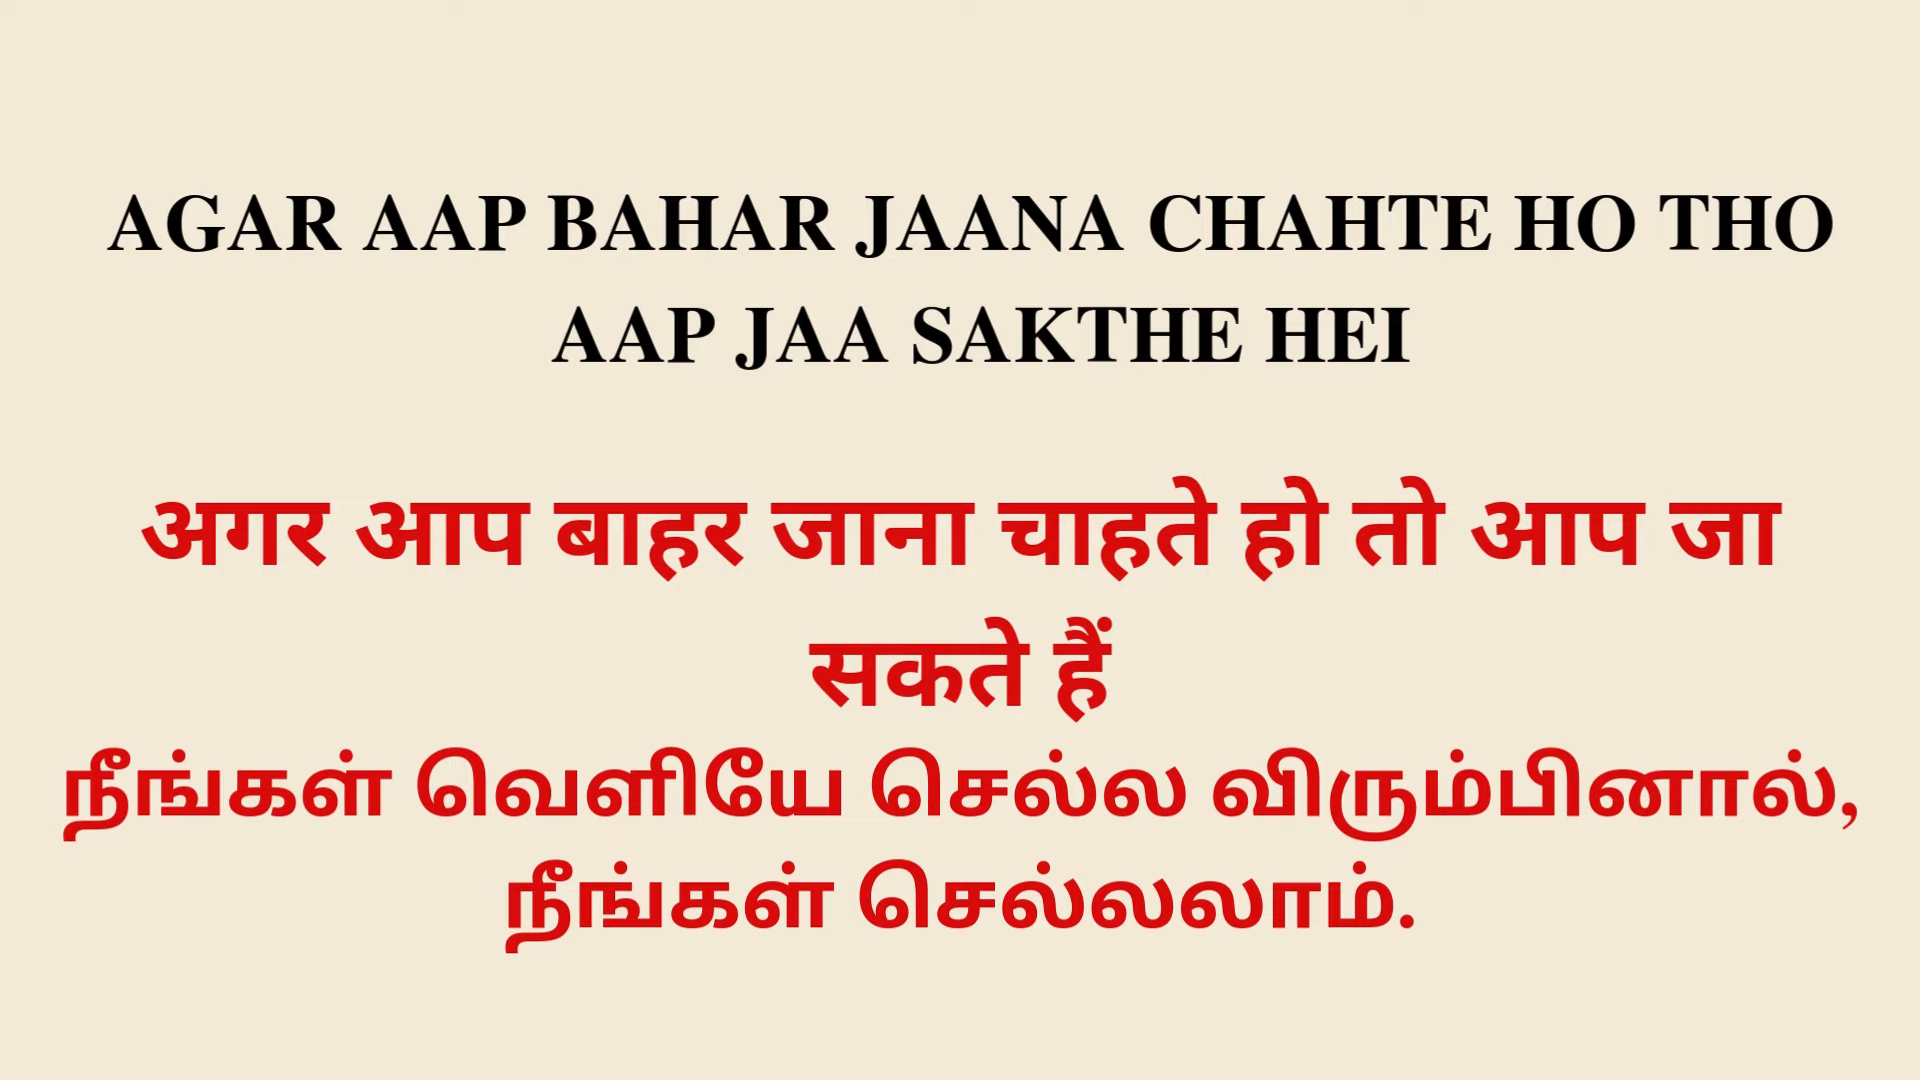 AGAR AAP BAHAR JAANA CHAHTE HO THO
AAP JAA SAKTHE HEI
अगर आप बाहर जाना चाहते हो तो आप जा
सकते हैं
நீங்கள் வெளியே செல்ல விரும்பினால்,
நீங்கள் செல்லலாம்.